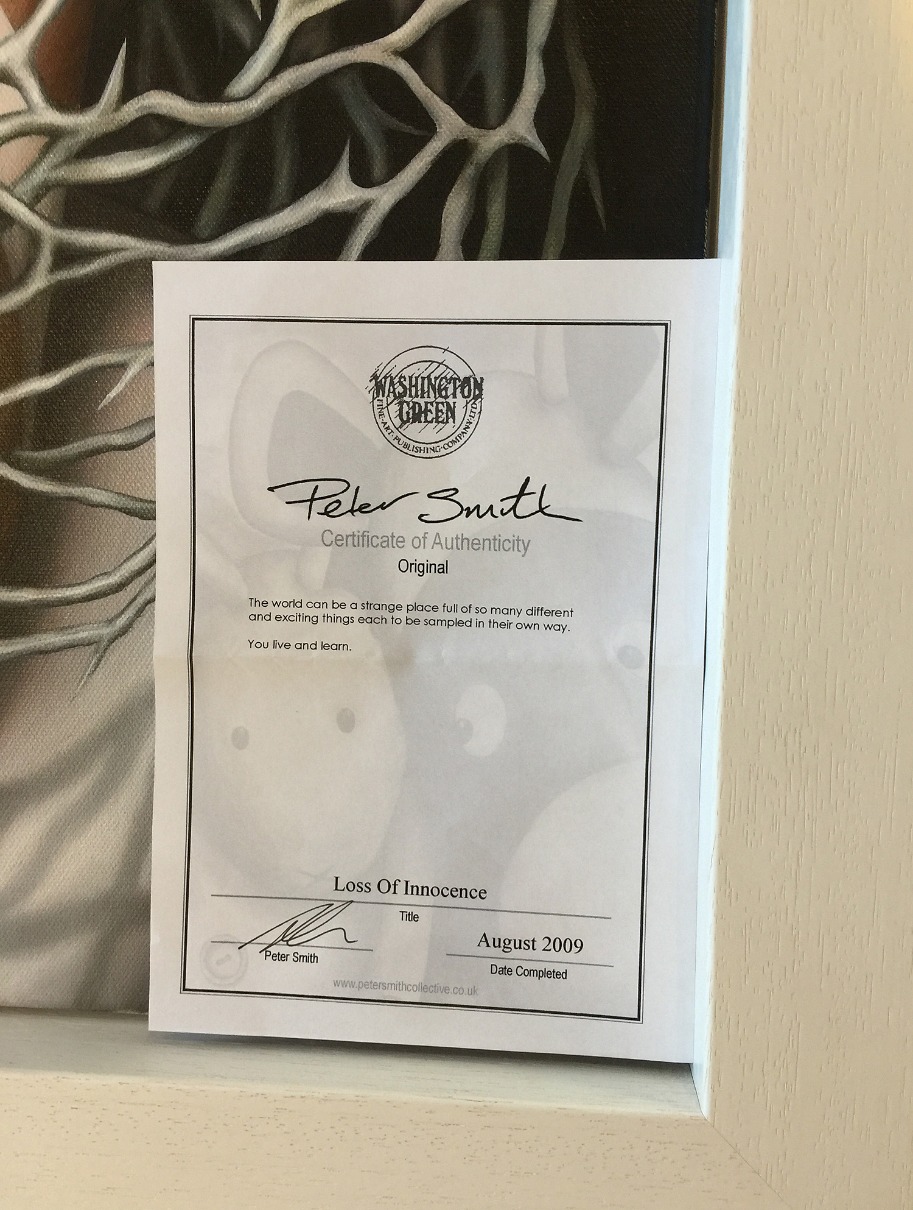 WASHINGTON
GREEN
FINE·ART·PUBLISHING·COMPANY·LTD
Peter Smith
Certificate of Authenticity
Original
The world can be a strange place full of so many different
and exciting things each to be sampled in their own way.
You live and learn.
Loss Of Innocence
Title
August 2009
Peter Smith
Date Completed
www.petersmithcollective.co.uk